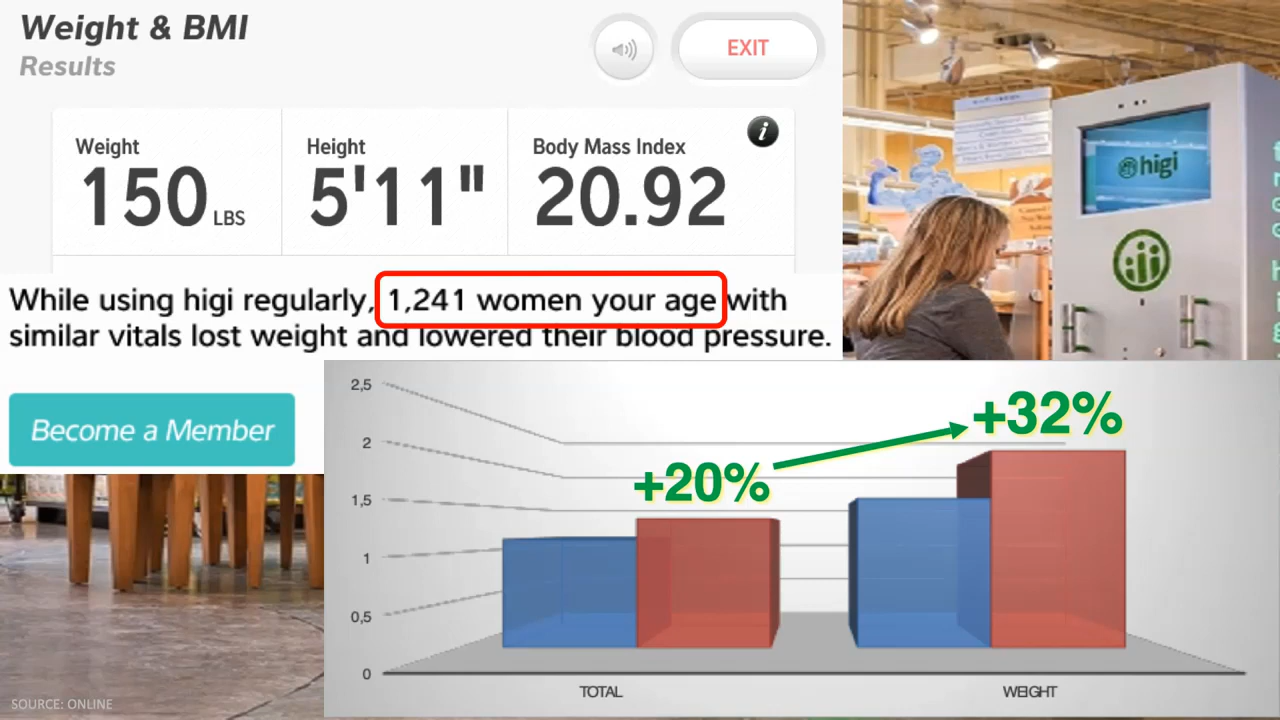 Weight & BMI
Results
EXIT
Weight
150 LBS
Height
5'11"
Body Mass Index
20.92
i
While using higi regularly, 1,241 women your age with
similar vitals lost weight and lowered their blood pressure.
Become a Member
higi
2,5
2
1,5
1
0,5
0
+20%
+32%
TOTAL
WEIGHT
SOURCE: ONLINE